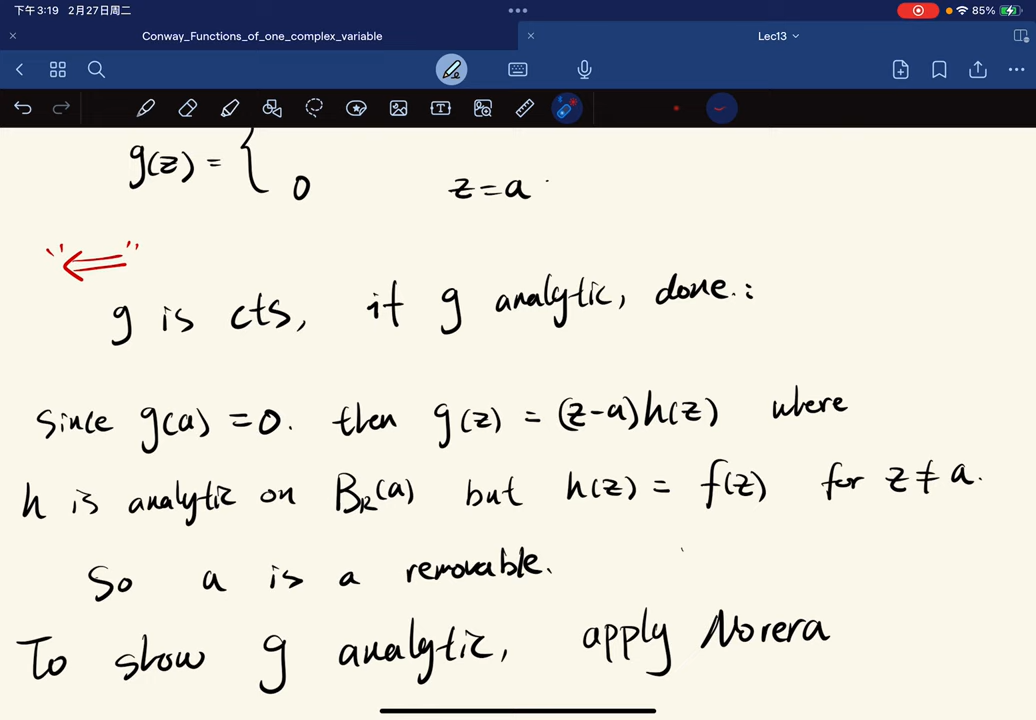 下午3:19 2月27日周二
85%
Conway_Functions_of_one_complex_variable
Lec13
g(z) = {
0 z=a
"⇐"
g is cts, if g analytic, done.:
since g(a) = 0. then g(z) = (z-a)h(z) where
h is analytic on B_R(a) but h(z) = f(z) for z≠a.
So a is a removable.
To show g analytic, apply Morera